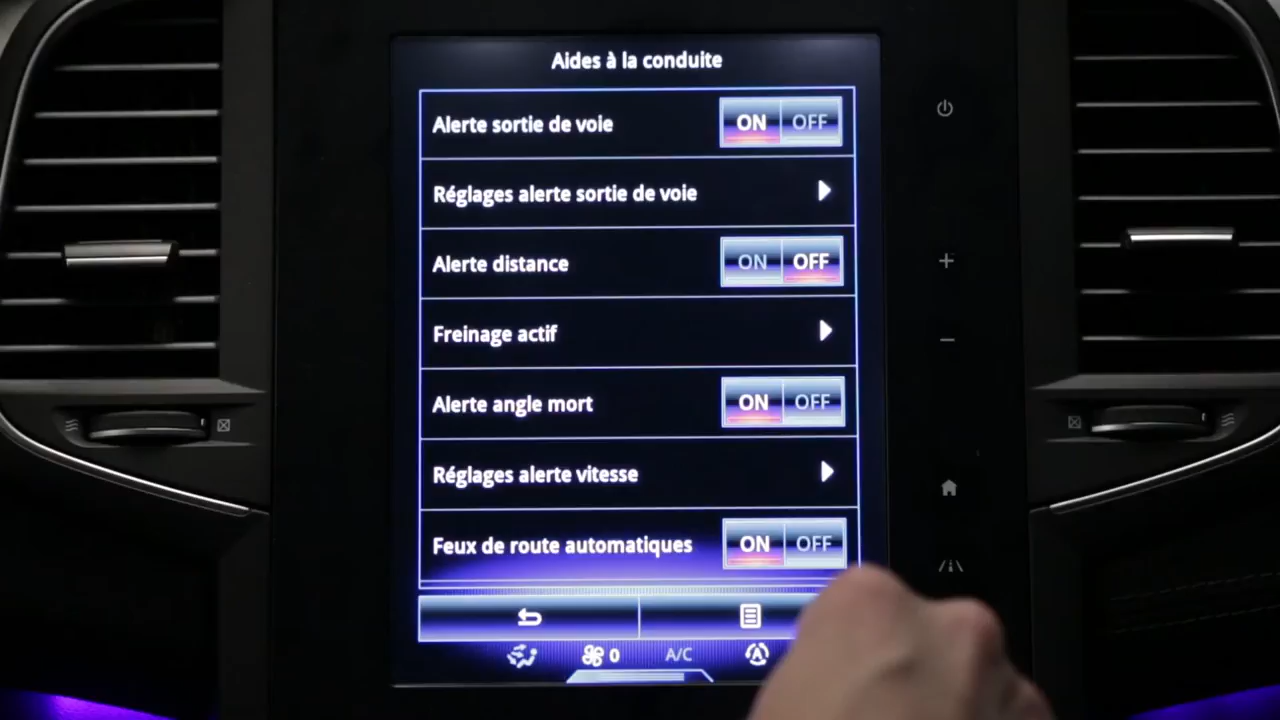 Aides à la conduite
Alerte sortie de voie ON OFF
Réglages alerte sortie de voie
Alerte distance ON OFF
Freinage actif
Alerte angle mort ON OFF
Réglages alerte vitesse
Feux de route automatiques ON OFF
0 A/C A